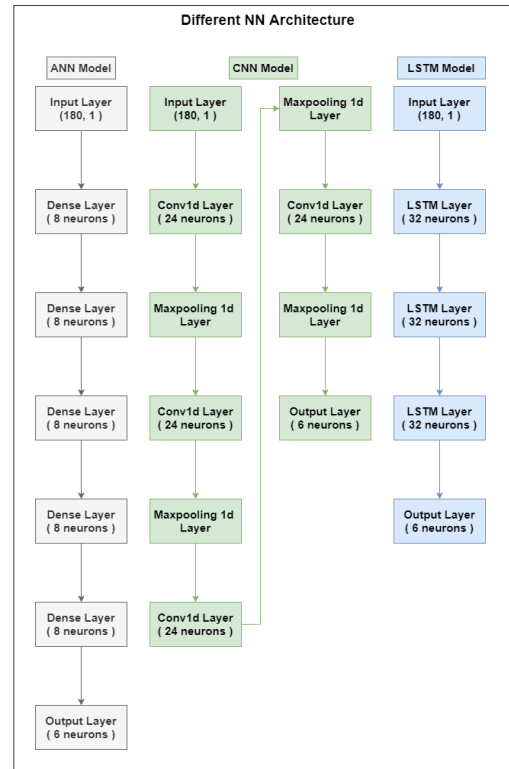 Different NN Architecture
ANN Model
Input Layer
(180, 1 )
Dense Layer
( 8 neurons )
Dense Layer
( 8 neurons )
Dense Layer
( 8 neurons )
Dense Layer
( 8 neurons )
Dense Layer
( 8 neurons )
Output Layer
( 6 neurons )
CNN Model
Input Layer
(180, 1 )
Conv1d Layer
( 24 neurons )
Maxpooling 1d
Layer
Conv1d Layer
( 24 neurons )
Maxpooling 1d
Layer
Conv1d Layer
( 24 neurons )
Maxpooling 1d
Layer
Conv1d Layer
( 24 neurons )
Maxpooling 1d
Layer
Output Layer
( 6 neurons )
LSTM Model
Input Layer
(180, 1 )
LSTM Layer
( 32 neurons )
LSTM Layer
( 32 neurons )
LSTM Layer
( 32 neurons )
Output Layer
( 6 neurons )